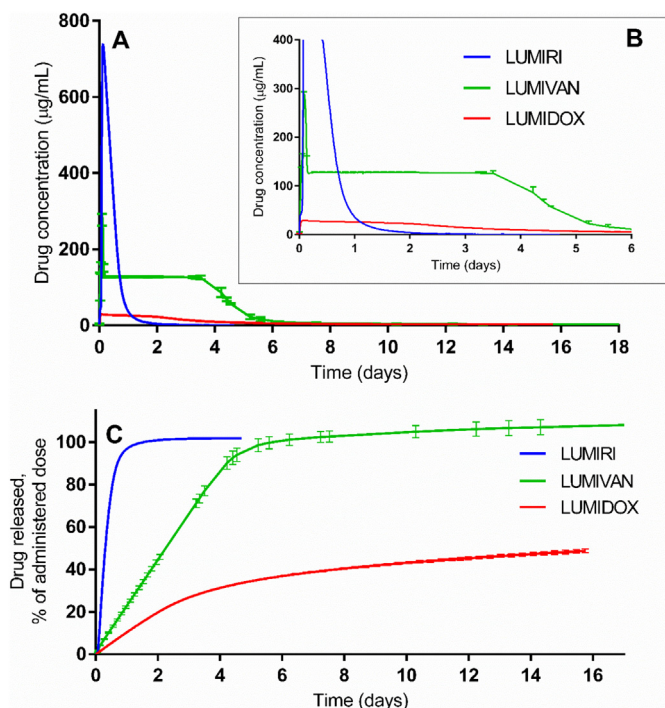 A
B
Drug concentration (µg/mL)
800
600
400
200
0
0 2 4 6 8 10 12 14 16 18
Time (days)
Drug concentration (µg/mL)
400
300
200
100
0
0 1 2 3 4 5 6
Time (days)
LUMIRI
LUMIVAN
LUMIDOX
C
Drug released,
% of administered dose
100
80
60
40
20
0
0 2 4 6 8 10 12 14 16
Time (days)
LUMIRI
LUMIVAN
LUMIDOX